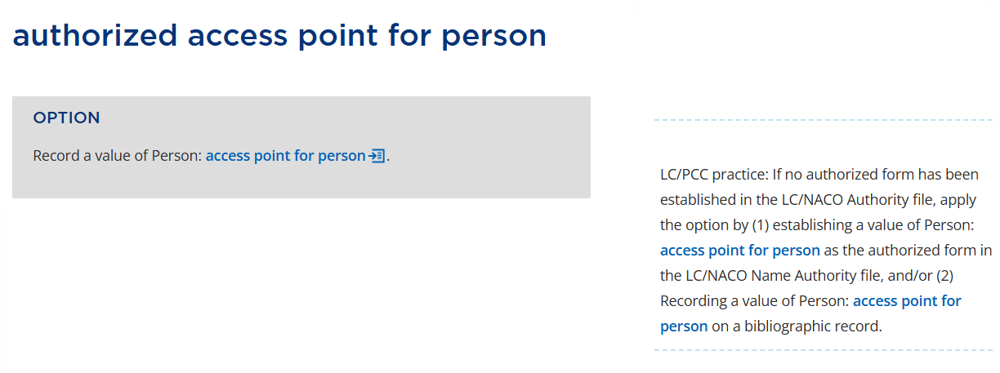 authorized access point for person
OPTION
Record a value of Person: access point for person.
LC/PCC practice: If no authorized form has been
established in the LC/NACO Authority file, apply
the option by (1) establishing a value of Person:
access point for person as the authorized form in
the LC/NACO Name Authority file, and/or (2)
Recording a value of Person: access point for
person on a bibliographic record.